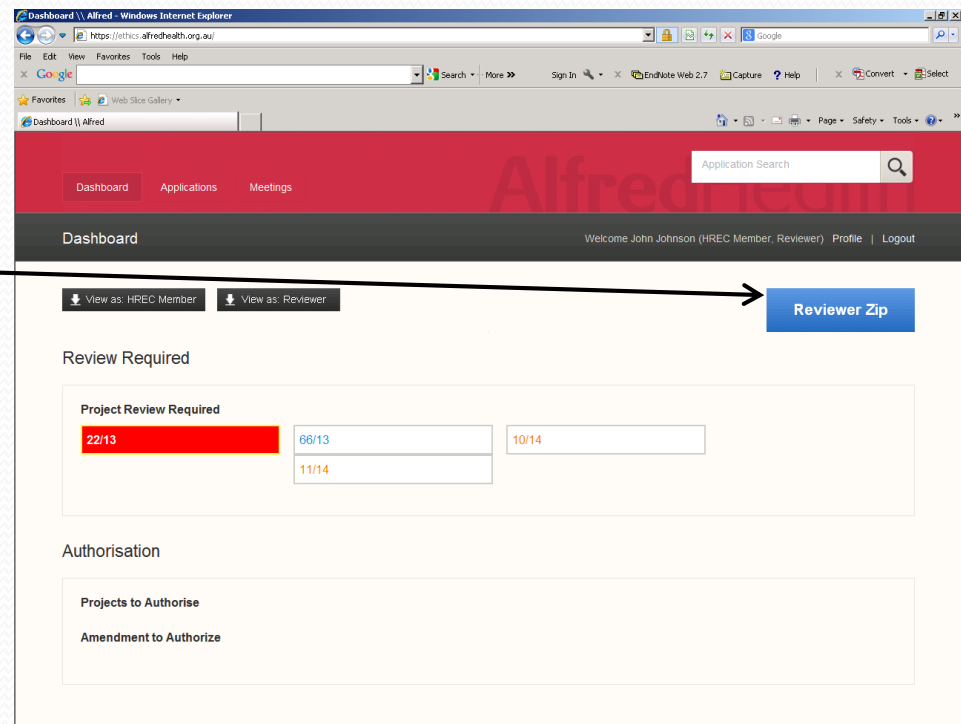 Dashboard \\ Alfred - Windows Internet Explorer
https://ethics.alfredhealth.org.au/ Google
File Edit View Favorites Tools Help
x Google Search More >> Sign In x EndNote Web 2.7 Capture ? Help x Convert Select
Favorites Web Slice Gallery
Dashboard \\ Alfred Page Safety Tools »
AlfredHealth
Application Search
Dashboard Applications Meetings
Dashboard Welcome John Johnson (HREC Member, Reviewer) Profile | Logout
View as: HREC Member View as: Reviewer Reviewer Zip
Review Required
Project Review Required
22/13 66/13 10/14
11/14
Authorisation
Projects to Authorise
Amendment to Authorize